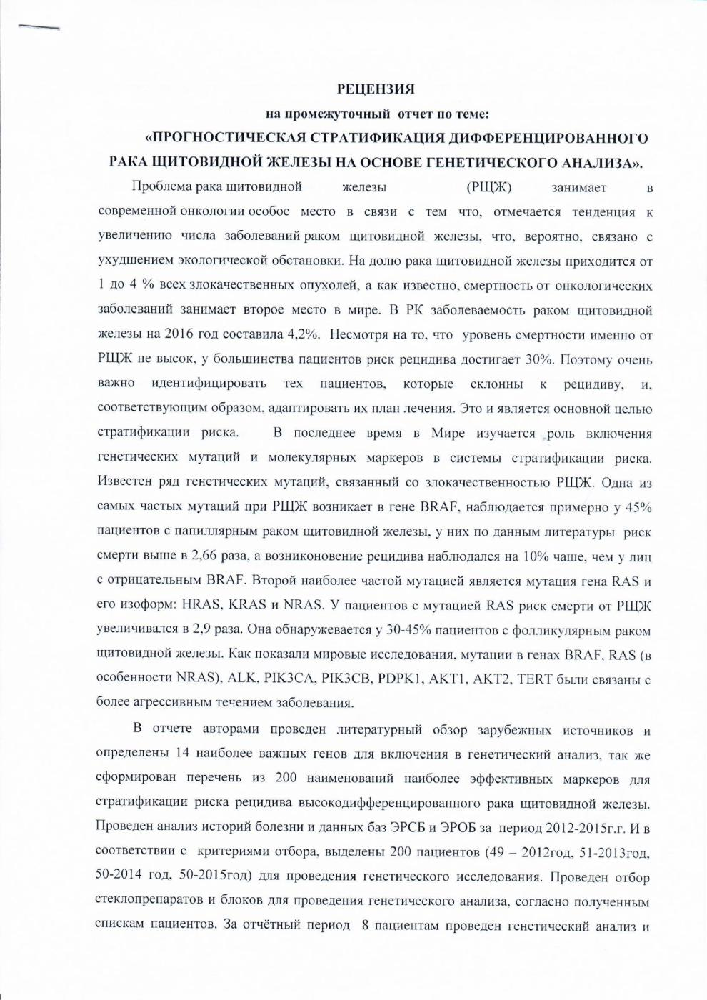 РЕЦЕНЗИЯ
на промежуточный отчет по теме:
«ПРОГНОСТИЧЕСКАЯ СТРАТИФИКАЦИЯ ДИФФЕРЕНЦИРОВАННОГО
РАКА ЩИТОВИДНОЙ ЖЕЛЕЗЫ НА ОСНОВЕ ГЕНЕТИЧЕСКОГО АНАЛИЗА».
Проблема рака щитовидной железы (РЩЖ) занимает в
современной онкологии особое место в связи с тем что, отмечается тенденция к
увеличению числа заболеваний раком щитовидной железы, что, вероятно, связано с
ухудшением экологической обстановки. На долю рака щитовидной железы приходится от
1 до 4 % всех злокачественных опухолей, а как известно, смертность от онкологических
заболеваний занимает второе место в мире. В РК заболеваемость раком щитовидной
железы на 2016 год составила 4,2%. Несмотря на то, что уровень смертности именно от
РЩЖ не высок, у большинства пациентов риск рецидива достигает 30%. Поэтому очень
важно идентифицировать тех пациентов, которые склонны к рецидиву, и,
соответствующим образом, адаптировать их план лечения. Это и является основной целью
стратификации риска. В последнее время в Мире изучается роль включения
генетических мутаций и молекулярных маркеров в системы стратификации риска.
Известен ряд генетических мутаций, связанный со злокачественностью РЩЖ. Одна из
самых частых мутаций при РЩЖ возникает в гене BRAF, наблюдается примерно у 45%
пациентов с папиллярным раком щитовидной железы, у них по данным литературы риск
смерти выше в 2,66 раза, а возниконовение рецидива наблюдался на 10% чаще, чем у лиц
с отрицательным BRAF. Второй наиболее частой мутацией является мутация гена RAS и
его изоформ: HRAS, KRAS и NRAS. У пациентов с мутацией RAS риск смерти от РЩЖ
увеличивался в 2,9 раза. Она обнаружевается у 30-45% пациентов с фолликулярным раком
щитовидной железы. Как показали мировые исследования, мутации в генах BRAF, RAS (в
особенности NRAS), ALK, PIK3CA, PIK3CB, PDPK1, AKT1, AKT2, TERT были связаны с
более агрессивным течением заболевания.
В отчете авторами проведен литературный обзор зарубежных источников и
определены 14 наиболее важных генов для включения в генетический анализ, так же
сформирован перечень из 200 наименований наиболее эффективных маркеров для
стратификации риска рецидива высокодифференцированного рака щитовидной железы.
Проведен анализ историй болезни и данных баз ЭРСБ и ЭРОБ за период 2012-2015г.г. И в
соответствии с критериями отбора, выделены 200 пациентов (49 – 2012год, 51-2013год,
50-2014 год, 50-2015год) для проведения генетического исследования. Проведен отбор
стеклопрепаратов и блоков для проведения генетического анализа, согласно полученным
спискам пациентов. За отчётный период 8 пациентам проведен генетический анализ и